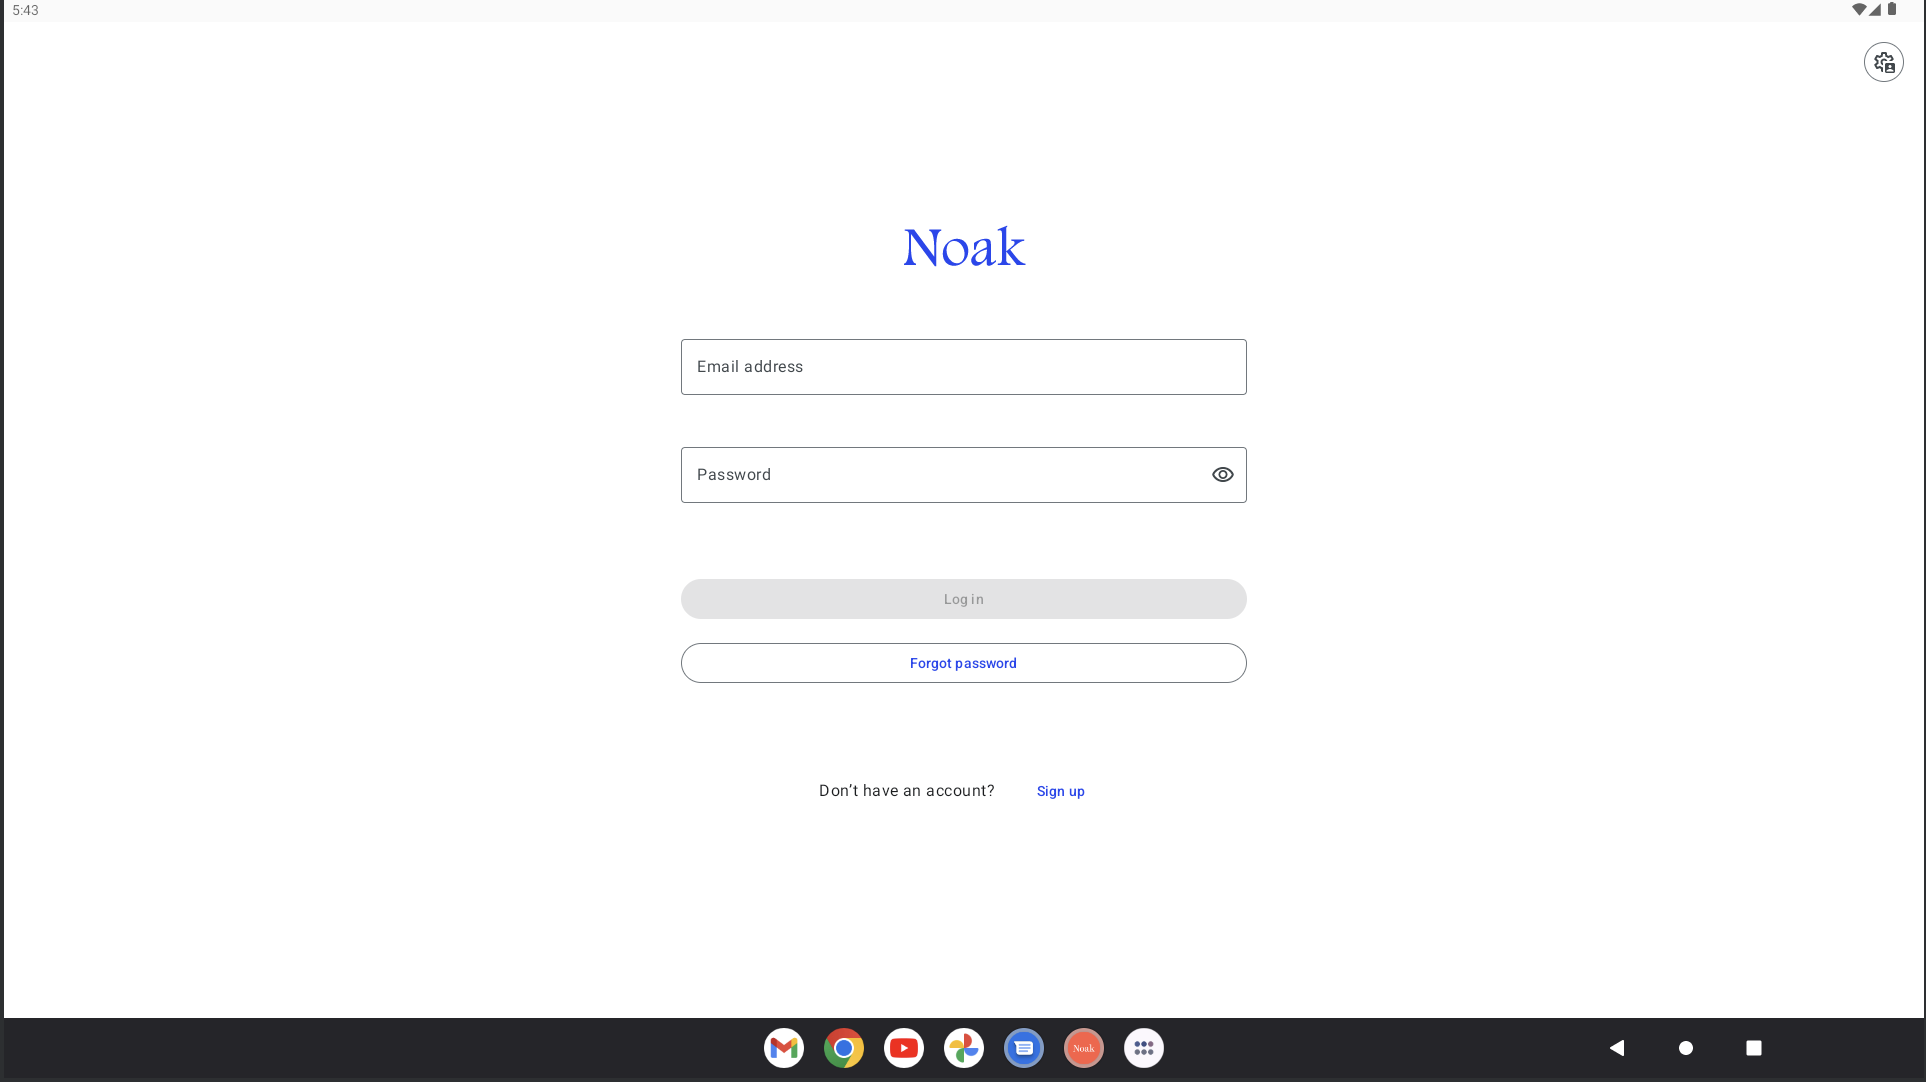 5:43
Noak
Email address
Password
Log in
Forgot password
Don’t have an account? Sign up
Noak